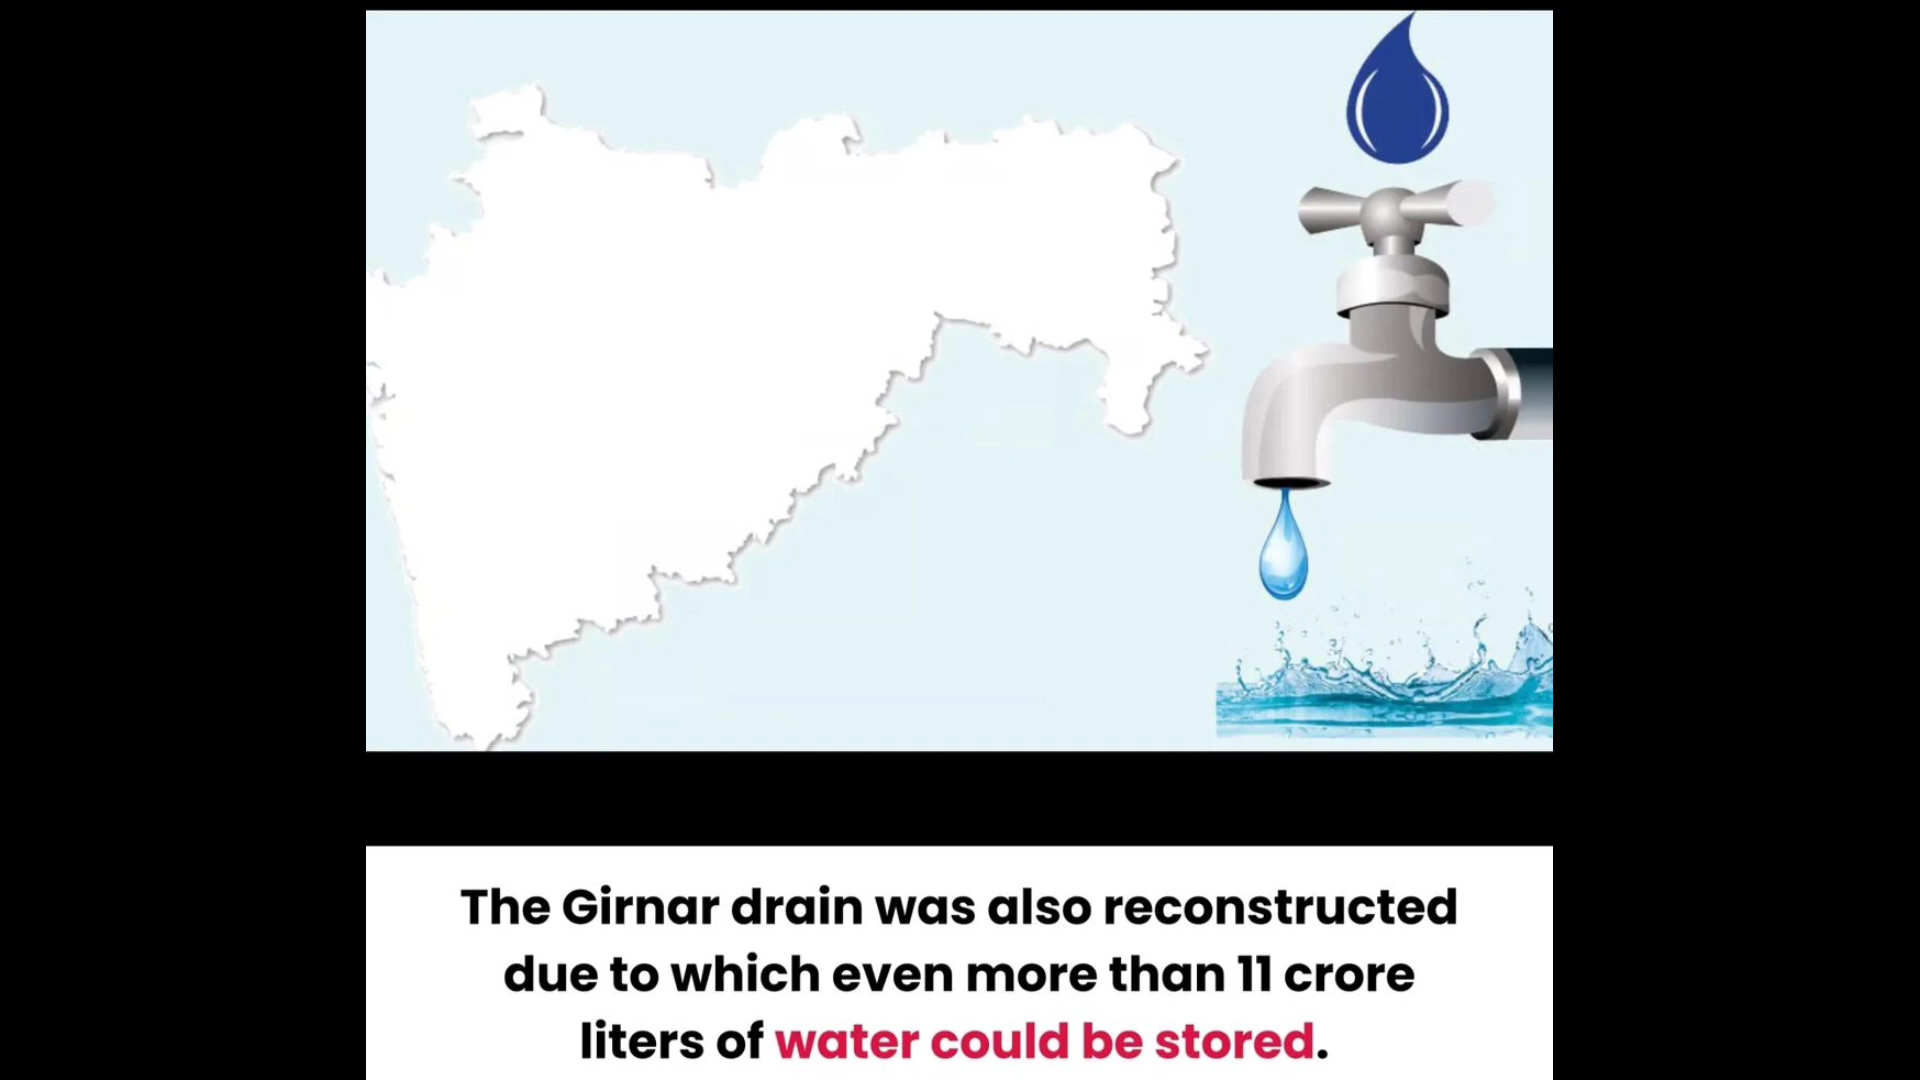 The Girnar drain was also reconstructed
due to which even more than 11 crore
liters of water could be stored.